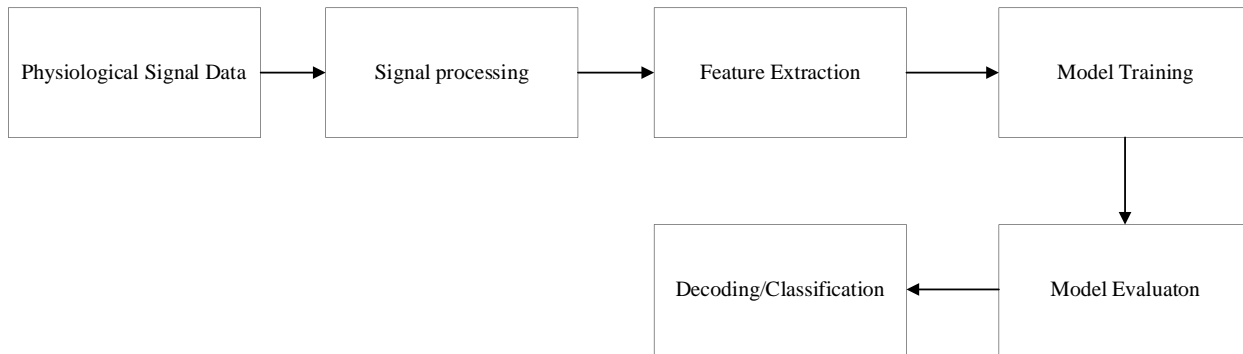 Physiological Signal Data
Signal processing
Feature Extraction
Model Training
Decoding/Classification
Model Evaluaton